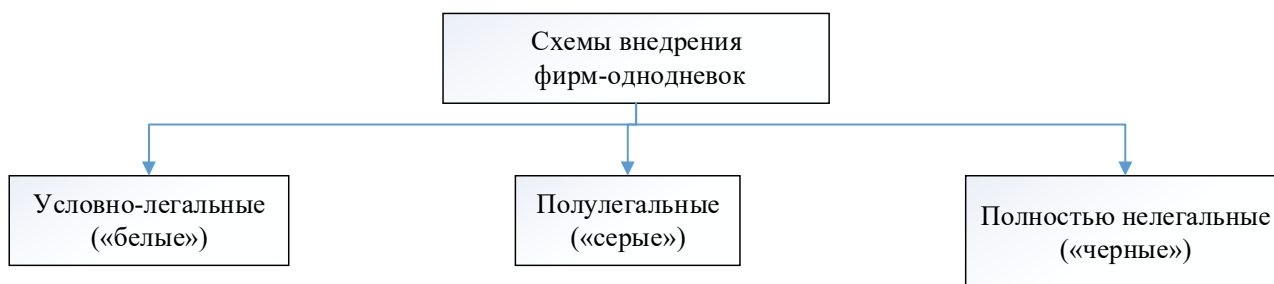 Схемы внедрения
фирм-однодневок
Условно-легальные
(«белые»)
Полулегальные
(«серые»)
Полностью нелегальные
(«черные»)